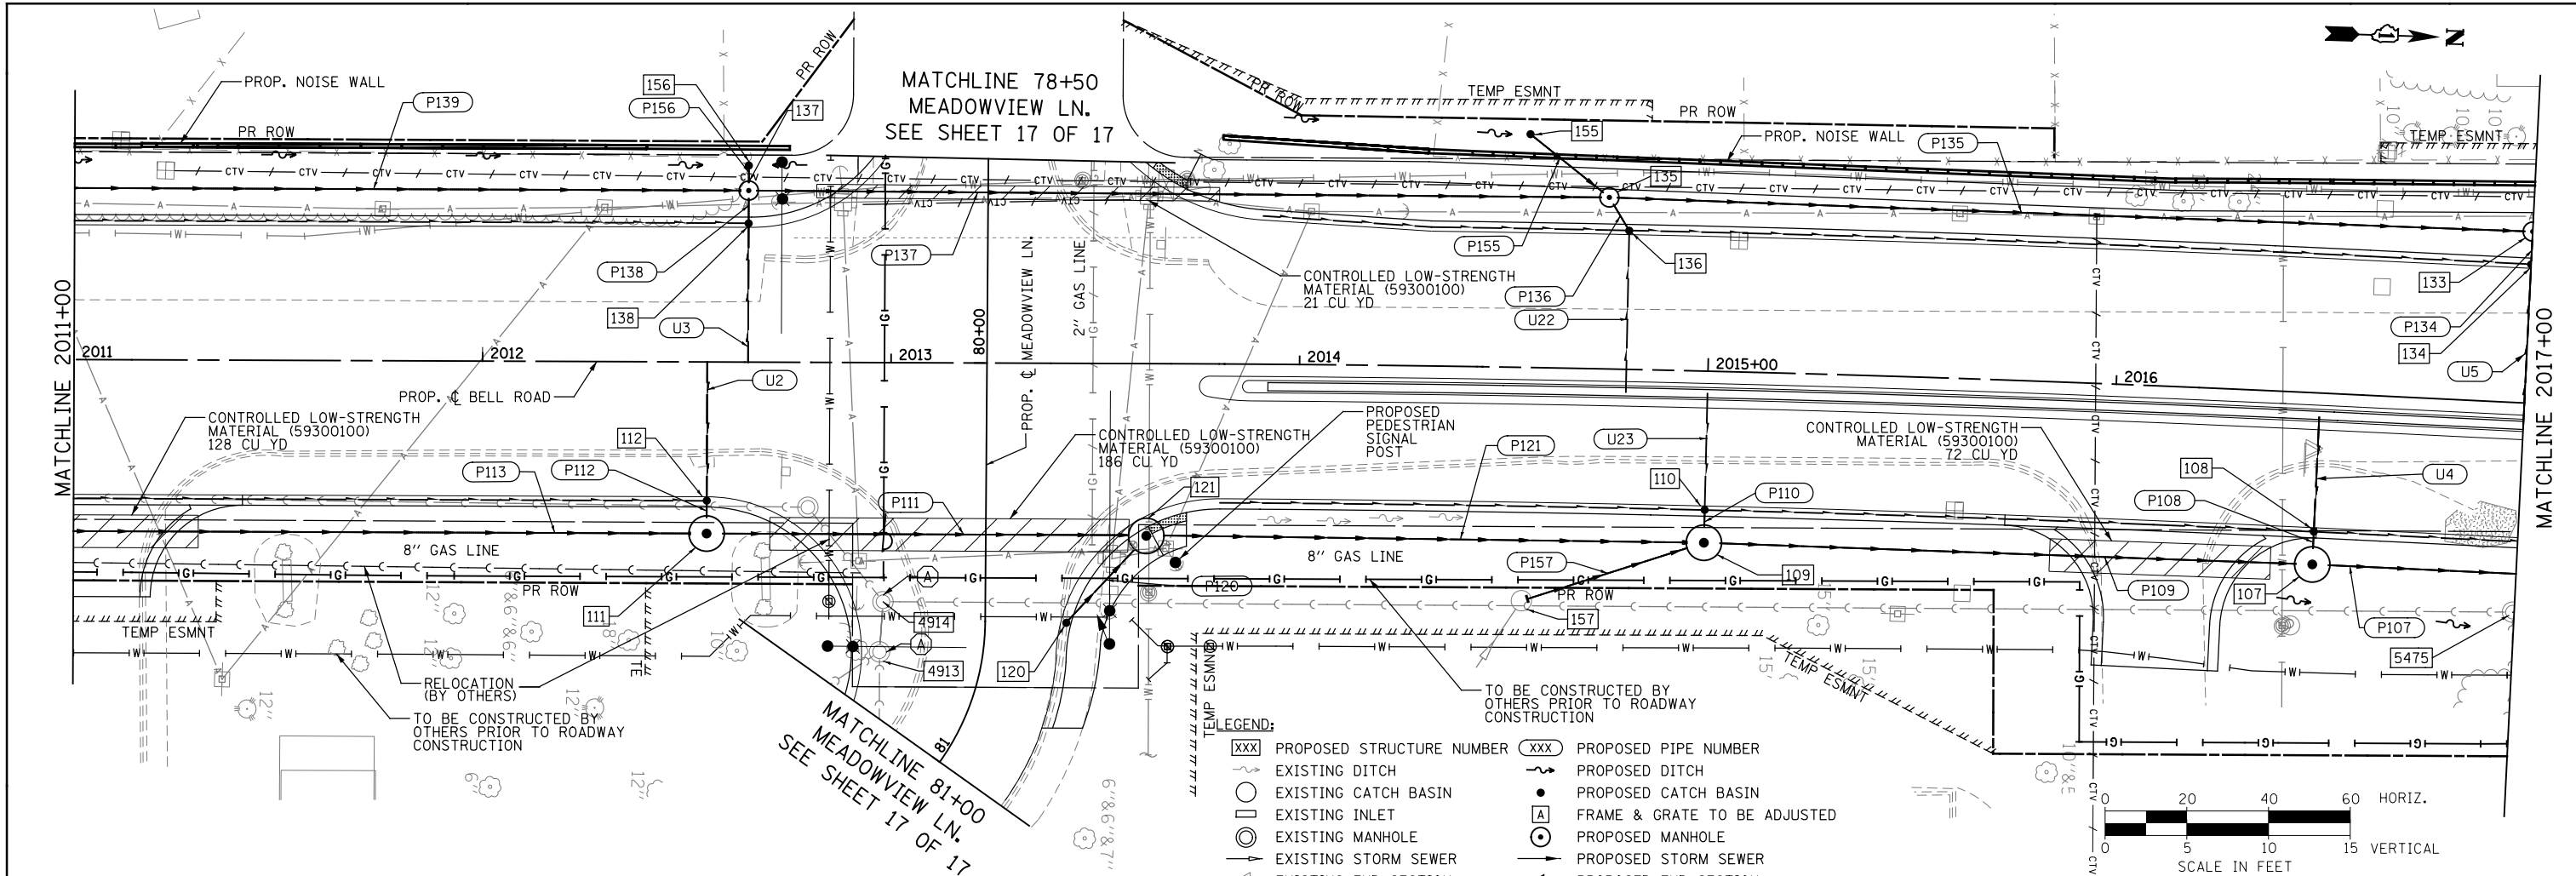 PROP. NOISE WALL
P139
156
P156
137
PR ROW
MATCHLINE 78+50
MEADOWVIEW LN.
SEE SHEET 17 OF 17
PR ROW
TEMP ESMNT
PR ROW
155
PROP. NOISE WALL
P135
TEMP ESMNT
N
PR ROW
CTV
135
P155
P137
P138
138
U3
136
P136
U22
CONTROLLED LOW-STRENGTH
MATERIAL (59300100)
21 CU YD
133
P134
134
U5
MATCHLINE 2011+00
2011
2012
2013
80+00
PROP. ℄ MEADOWVIEW LN.
2" GAS LINE
2014
2015+00
2016
MATCHLINE 2017+00
U2
PROP. ℄ BELL ROAD
CONTROLLED LOW-STRENGTH
MATERIAL (59300100)
128 CU YD
112
P113
P112
CONTROLLED LOW-STRENGTH
MATERIAL (59300100)
186 CU YD
P111
121
PROPOSED
PEDESTRIAN
SIGNAL
POST
P121
U23
110
P110
CONTROLLED LOW-STRENGTH
MATERIAL (59300100)
72 CU YD
108
P108
U4
8" GAS LINE
8" GAS LINE
P157
109
P109
107
P107
PR ROW
111
A
4914
A
4913
P120
120
PR ROW
157
5475
TEMP ESMNT
TE
RELOCATION
(BY OTHERS)
TO BE CONSTRUCTED BY
OTHERS PRIOR TO ROADWAY
CONSTRUCTION
TEMP ESMNT
TEMP ESMNT
TO BE CONSTRUCTED BY
OTHERS PRIOR TO ROADWAY
CONSTRUCTION
81
MATCHLINE 81+00
MEADOWVIEW LN.
SEE SHEET 17 OF 17
LEGEND:
XXX PROPOSED STRUCTURE NUMBER XXX PROPOSED PIPE NUMBER
EXISTING DITCH PROPOSED DITCH
EXISTING CATCH BASIN PROPOSED CATCH BASIN
EXISTING INLET A FRAME & GRATE TO BE ADJUSTED
EXISTING MANHOLE PROPOSED MANHOLE
EXISTING STORM SEWER PROPOSED STORM SEWER
0 20 40 60 HORIZ.
0 5 10 15 VERTICAL
SCALE IN FEET